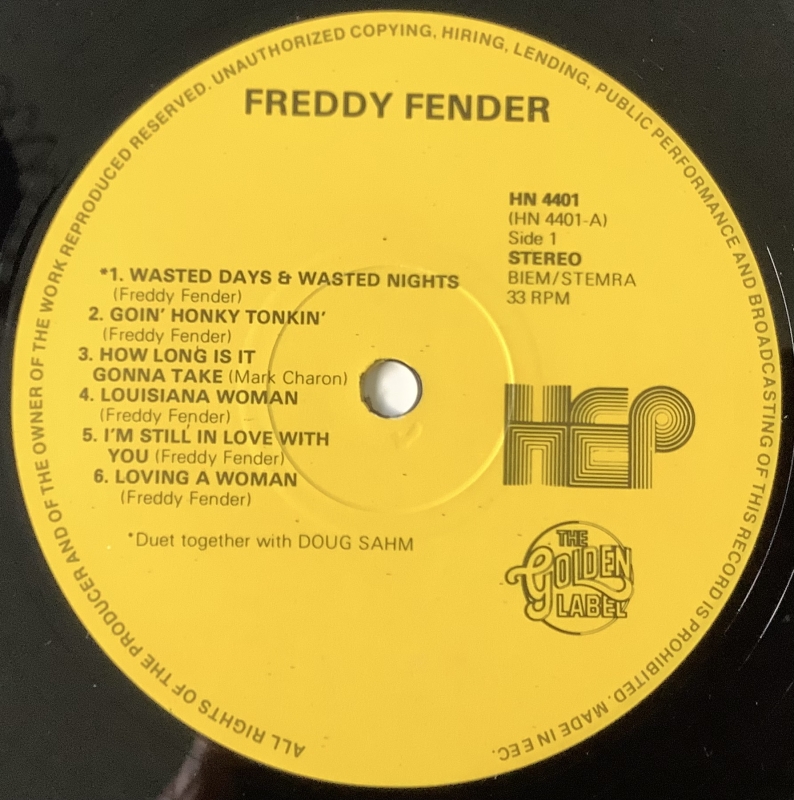 ALL RIGHTS OF THE PRODUCER AND OF THE OWNER OF THE WORK REPRODUCED RESERVED. UNAUTHORIZED COPYING, HIRING, LENDING, PUBLIC PERFORMANCE AND BROADCASTING OF THIS RECORD IS PROHIBITED. MADE IN EEC.
FREDDY FENDER
HN 4401
(HN 4401-A)
Side 1
STEREO
BIEM/STEMRA
33 RPM
*1. WASTED DAYS & WASTED NIGHTS
(Freddy Fender)
2. GOIN' HONKY TONKIN'
(Freddy Fender)
3. HOW LONG IS IT
GONNA TAKE (Mark Charon)
4. LOUISIANA WOMAN
(Freddy Fender)
5. I'M STILL IN LOVE WITH
YOU (Freddy Fender)
6. LOVING A WOMAN
(Freddy Fender)
*Duet together with DOUG SAHM
HEP
THE
GOLDEN
LABEL